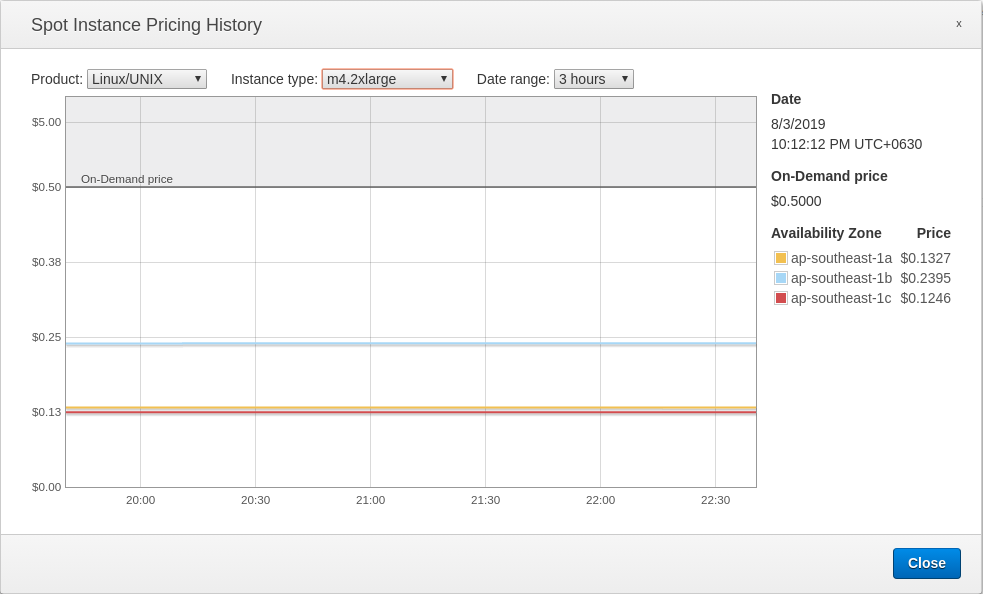 Spot Instance Pricing History
x
Product: Linux/UNIX Instance type: m4.2xlarge Date range: 3 hours
$5.00
On-Demand price
$0.50
$0.38
$0.25
$0.13
$0.00
20:00 20:30 21:00 21:30 22:00 22:30
Date
8/3/2019
10:12:12 PM UTC+0630
On-Demand price
$0.5000
Availability Zone Price
ap-southeast-1a $0.1327
ap-southeast-1b $0.2395
ap-southeast-1c $0.1246
Close